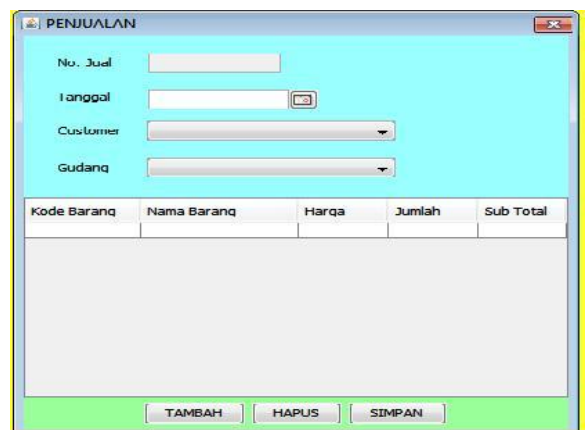 PENJUALAN
No. Jual
Tanggal
Customer
Gudang
Kode Barang Nama Barang Harga Jumlah Sub Total
TAMBAH HAPUS SIMPAN